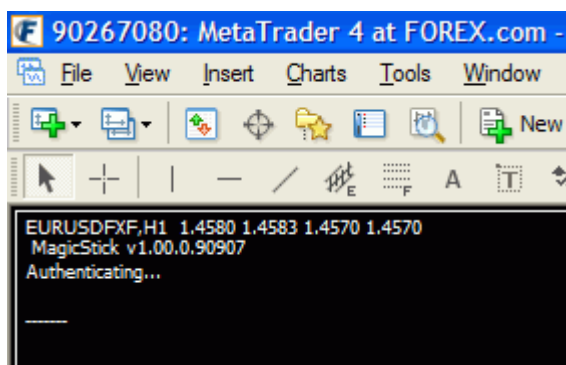 90267080: MetaTrader 4 at FOREX.com -
File View Insert Charts Tools Window
New
E F A T
EURUSDFXF,H1 1.4580 1.4583 1.4570 1.4570
MagicStick v1.00.0.90907
Authenticating...
-------